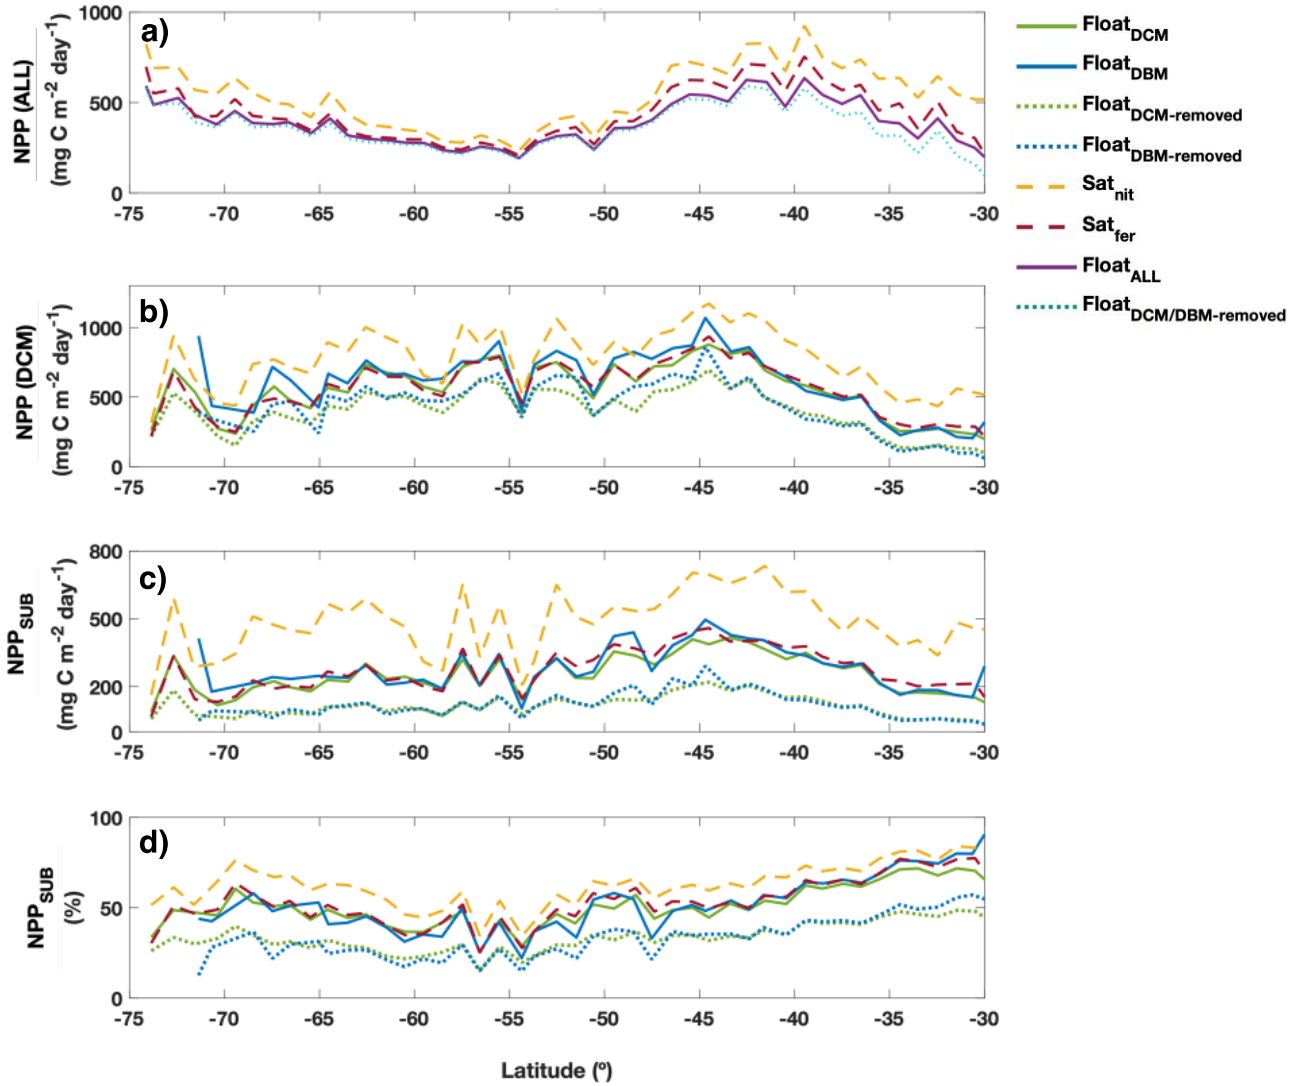 a)
NPP (ALL)
(mg C m-2 day-1)
1000
500
0
-75 -70 -65 -60 -55 -50 -45 -40 -35 -30
FloatDCM
FloatDBM
FloatDCM-removed
FloatDBM-removed
Satnit
Satfer
FloatALL
FloatDCM/DBM-removed
b)
NPP (DCM)
(mg C m-2 day-1)
1000
500
0
-75 -70 -65 -60 -55 -50 -45 -40 -35 -30
c)
NPPSUB
(mg C m-2 day-1)
800
500
200
0
-75 -70 -65 -60 -55 -50 -45 -40 -35 -30
d)
NPPSUB
(%)
100
50
0
-75 -70 -65 -60 -55 -50 -45 -40 -35 -30
Latitude (º)